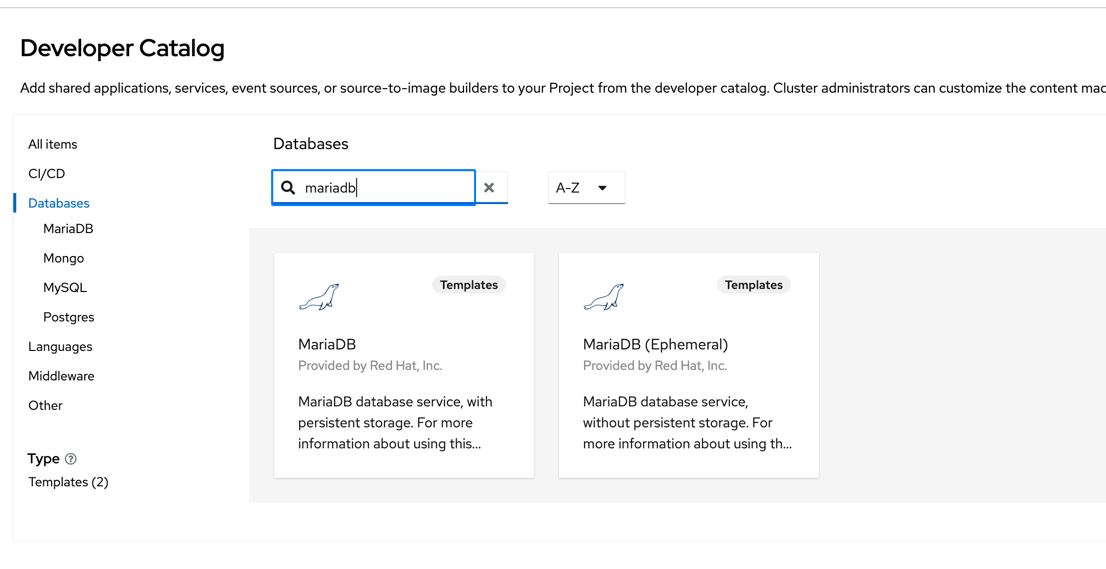 Developer Catalog
Add shared applications, services, event sources, or source-to-image builders to your Project from the developer catalog. Cluster administrators can customize the content mac
All items
CI/CD
Databases
MariaDB
Mongo
MySQL
Postgres
Languages
Middleware
Other
Type
Templates (2)
Databases
mariadb
A-Z
Templates
MariaDB
Provided by Red Hat, Inc.
MariaDB database service, with
persistent storage. For more
information about using this...
Templates
MariaDB (Ephemeral)
Provided by Red Hat, Inc.
MariaDB database service,
without persistent storage. For
more information about using th...